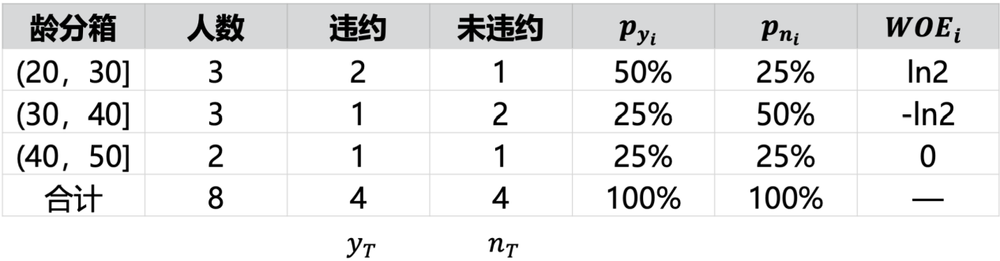 龄分箱 人数 违约 未违约 p_{y_i} p_{n_i} WOE_i
(20，30] 3 2 1 50% 25% ln2
(30，40] 3 1 2 25% 50% -ln2
(40，50] 2 1 1 25% 25% 0
合计 8 4 4 100% 100% —
y_T n_T